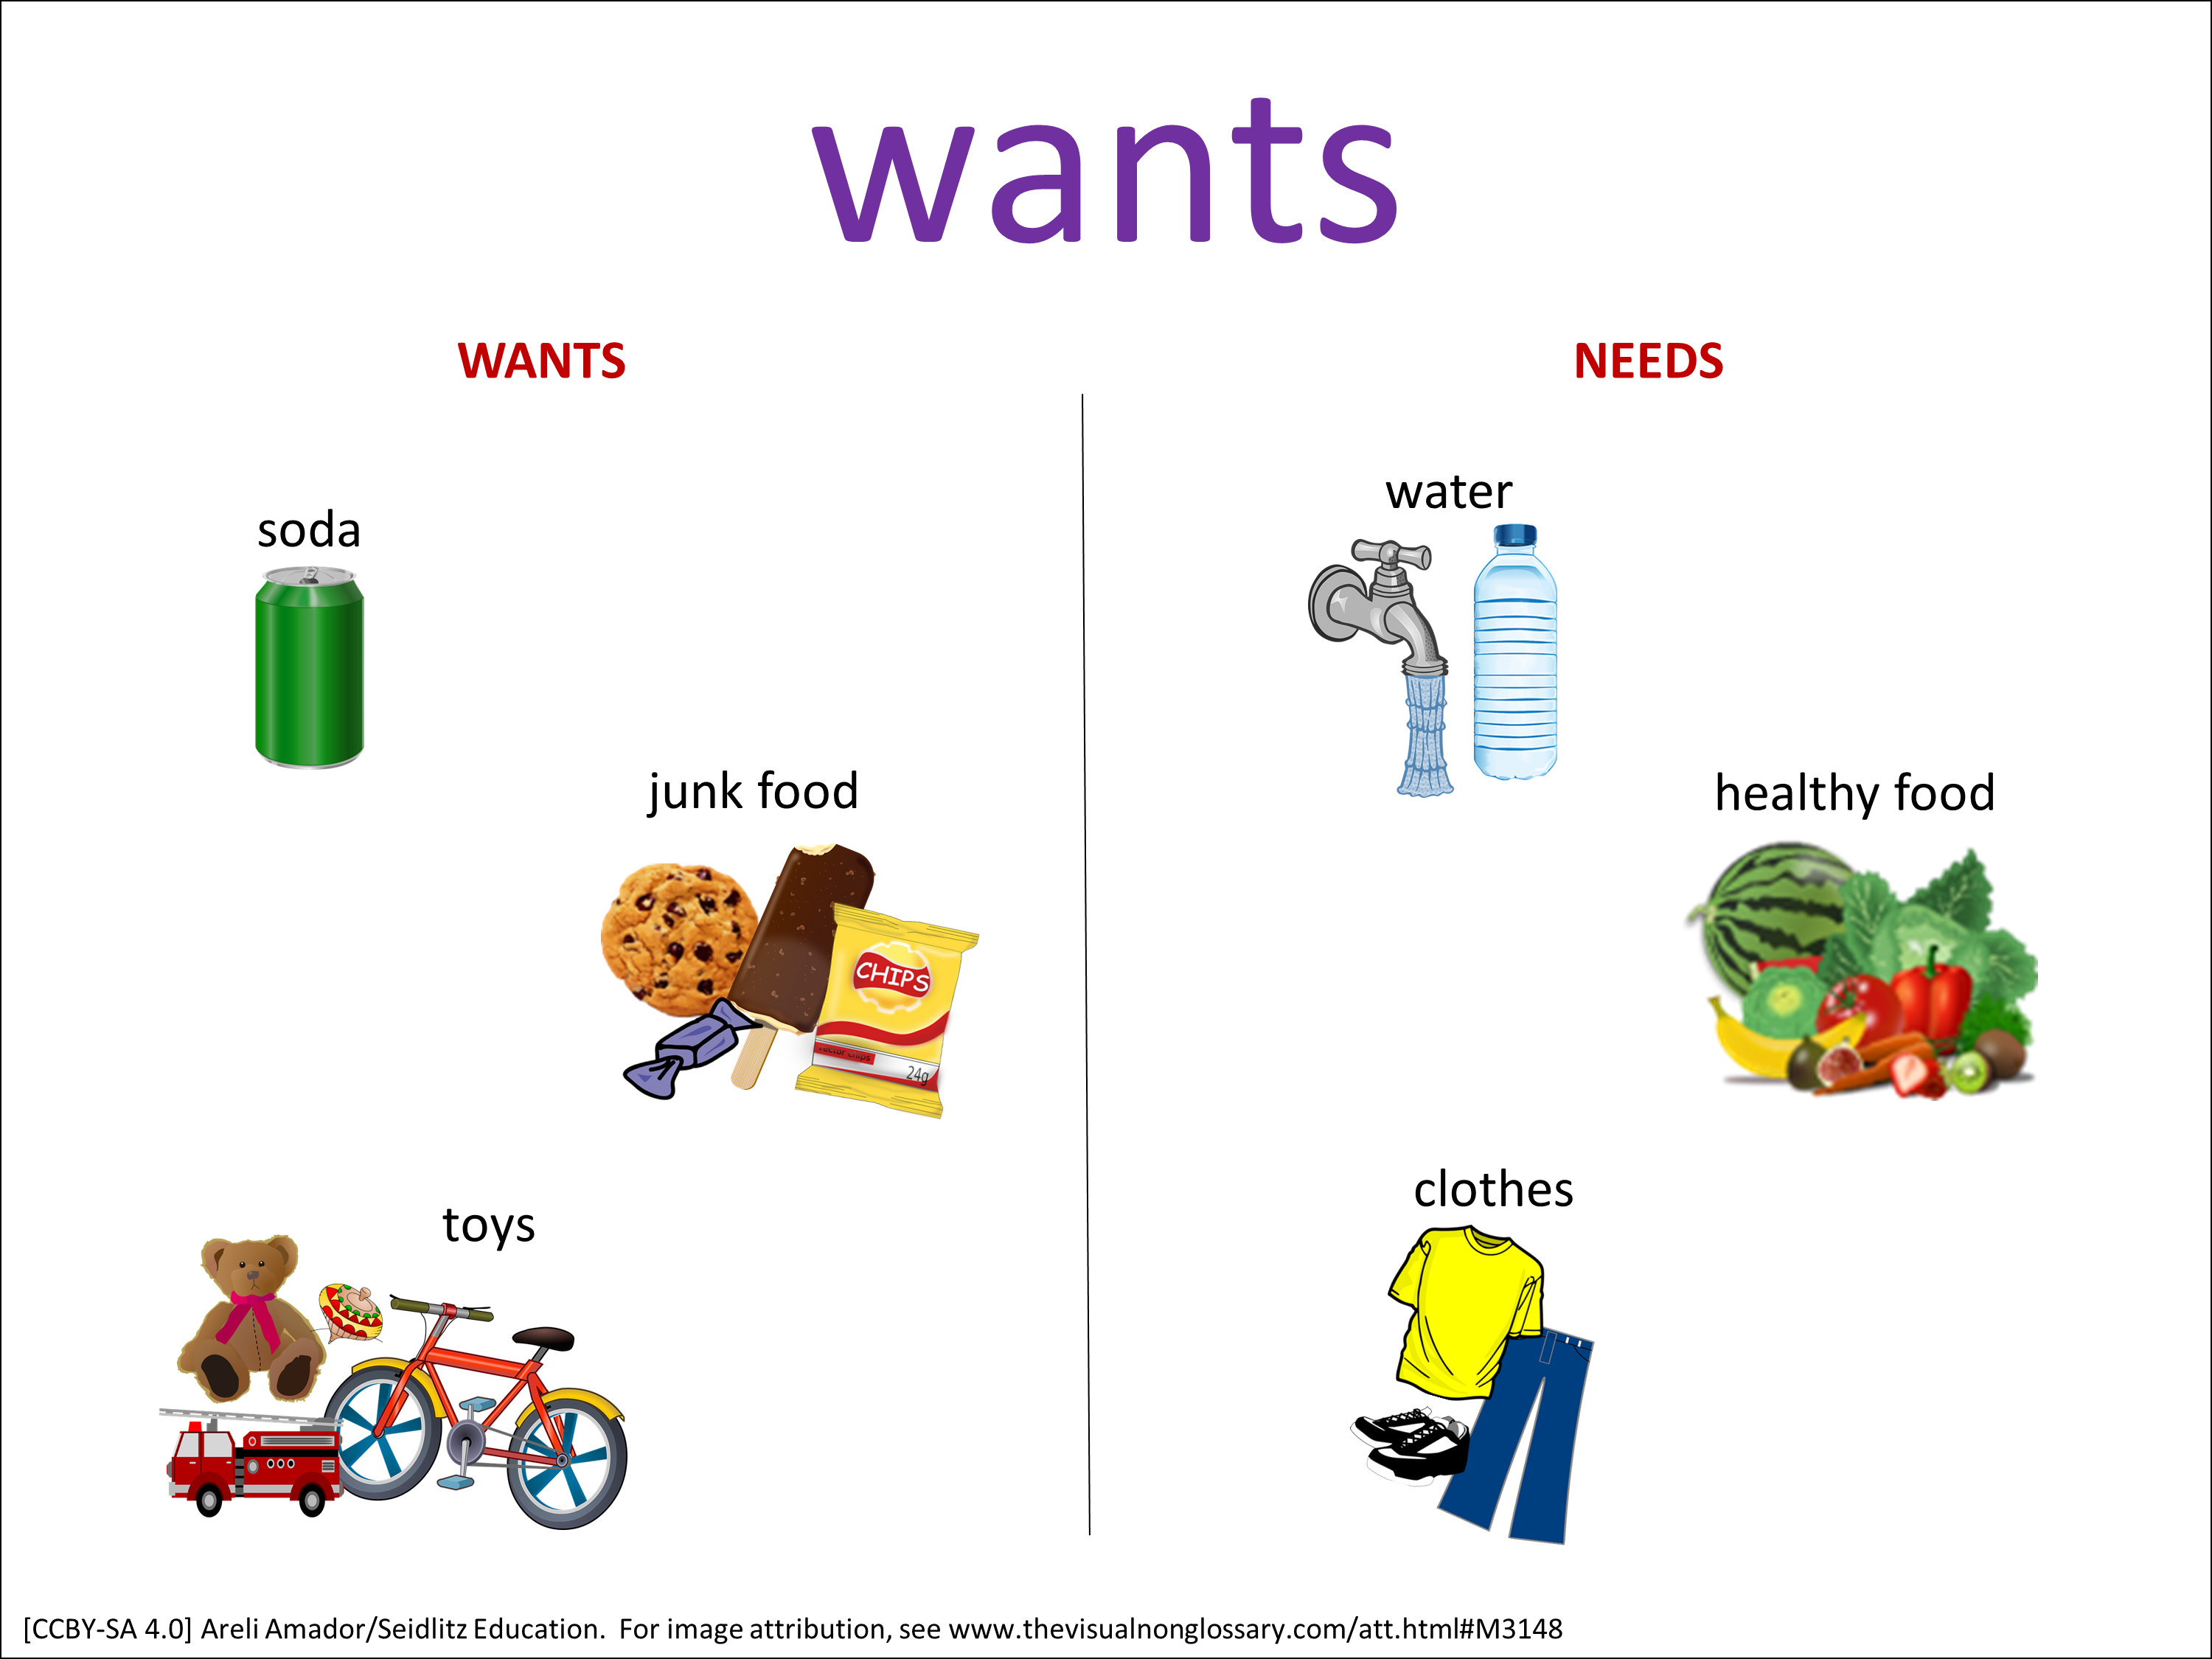 wants
WANTS
NEEDS
soda
water
junk food
healthy food
CHIPS
24g
toys
clothes
[CCBY-SA 4.0] Areli Amador/Seidlitz Education.  For image attribution, see www.thevisualnonglossary.com/att.html#M3148